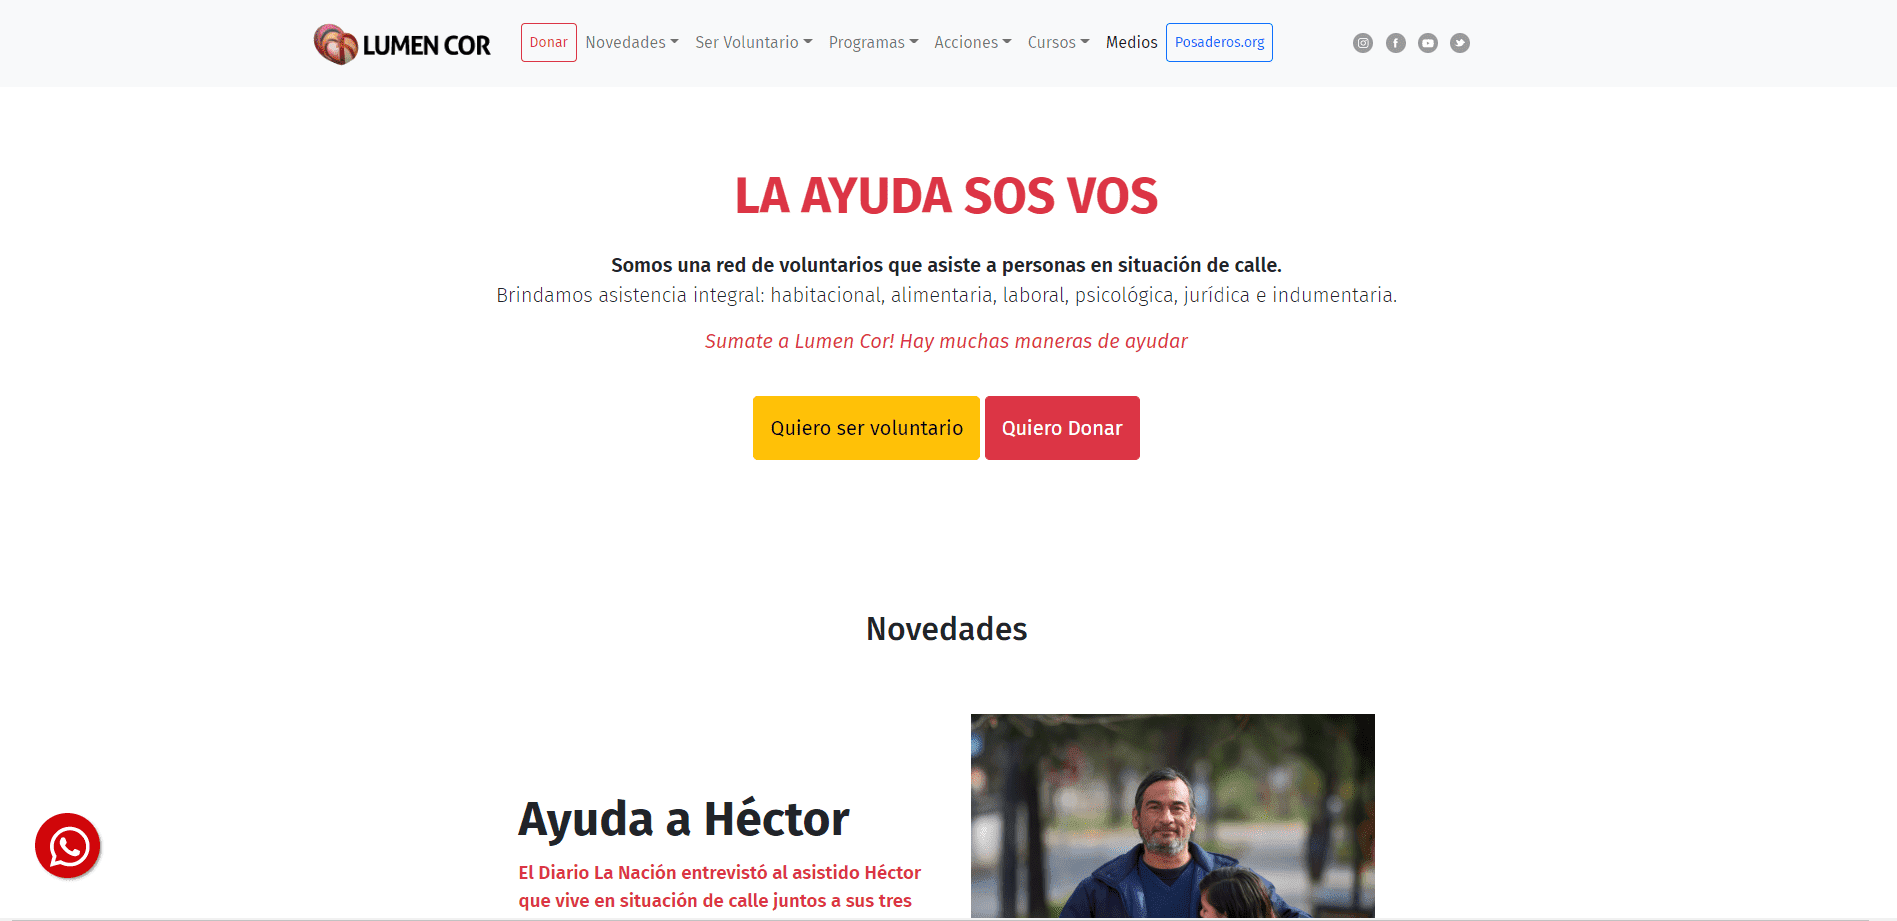 LUMEN COR
Donar
Novedades
Ser Voluntario
Programas
Acciones
Cursos
Medios
Posaderos.org
LA AYUDA SOS VOS
Somos una red de voluntarios que asiste a personas en situación de calle.
Brindamos asistencia integral: habitacional, alimentaria, laboral, psicológica, jurídica e indumentaria.
Sumate a Lumen Cor! Hay muchas maneras de ayudar
Quiero ser voluntario
Quiero Donar
Novedades
Ayuda a Héctor
El Diario La Nación entrevistó al asistido Héctor
que vive en situación de calle juntos a sus tres